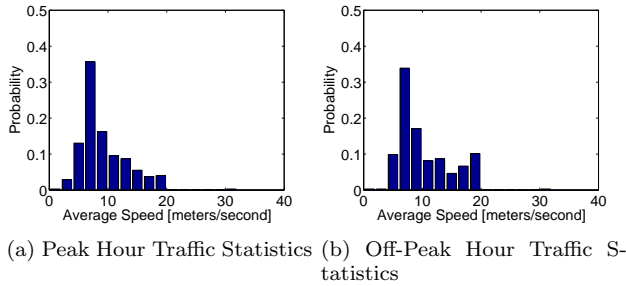 0.5
0.4
0.3
0.2
0.1
0
Probability
0 10 20 30 40
Average Speed [meters/second]
(a) Peak Hour Traffic Statistics
0.5
0.4
0.3
0.2
0.1
0
Probability
0 10 20 30 40
Average Speed [meters/second]
(b) Off-Peak Hour Traffic S-
tatistics